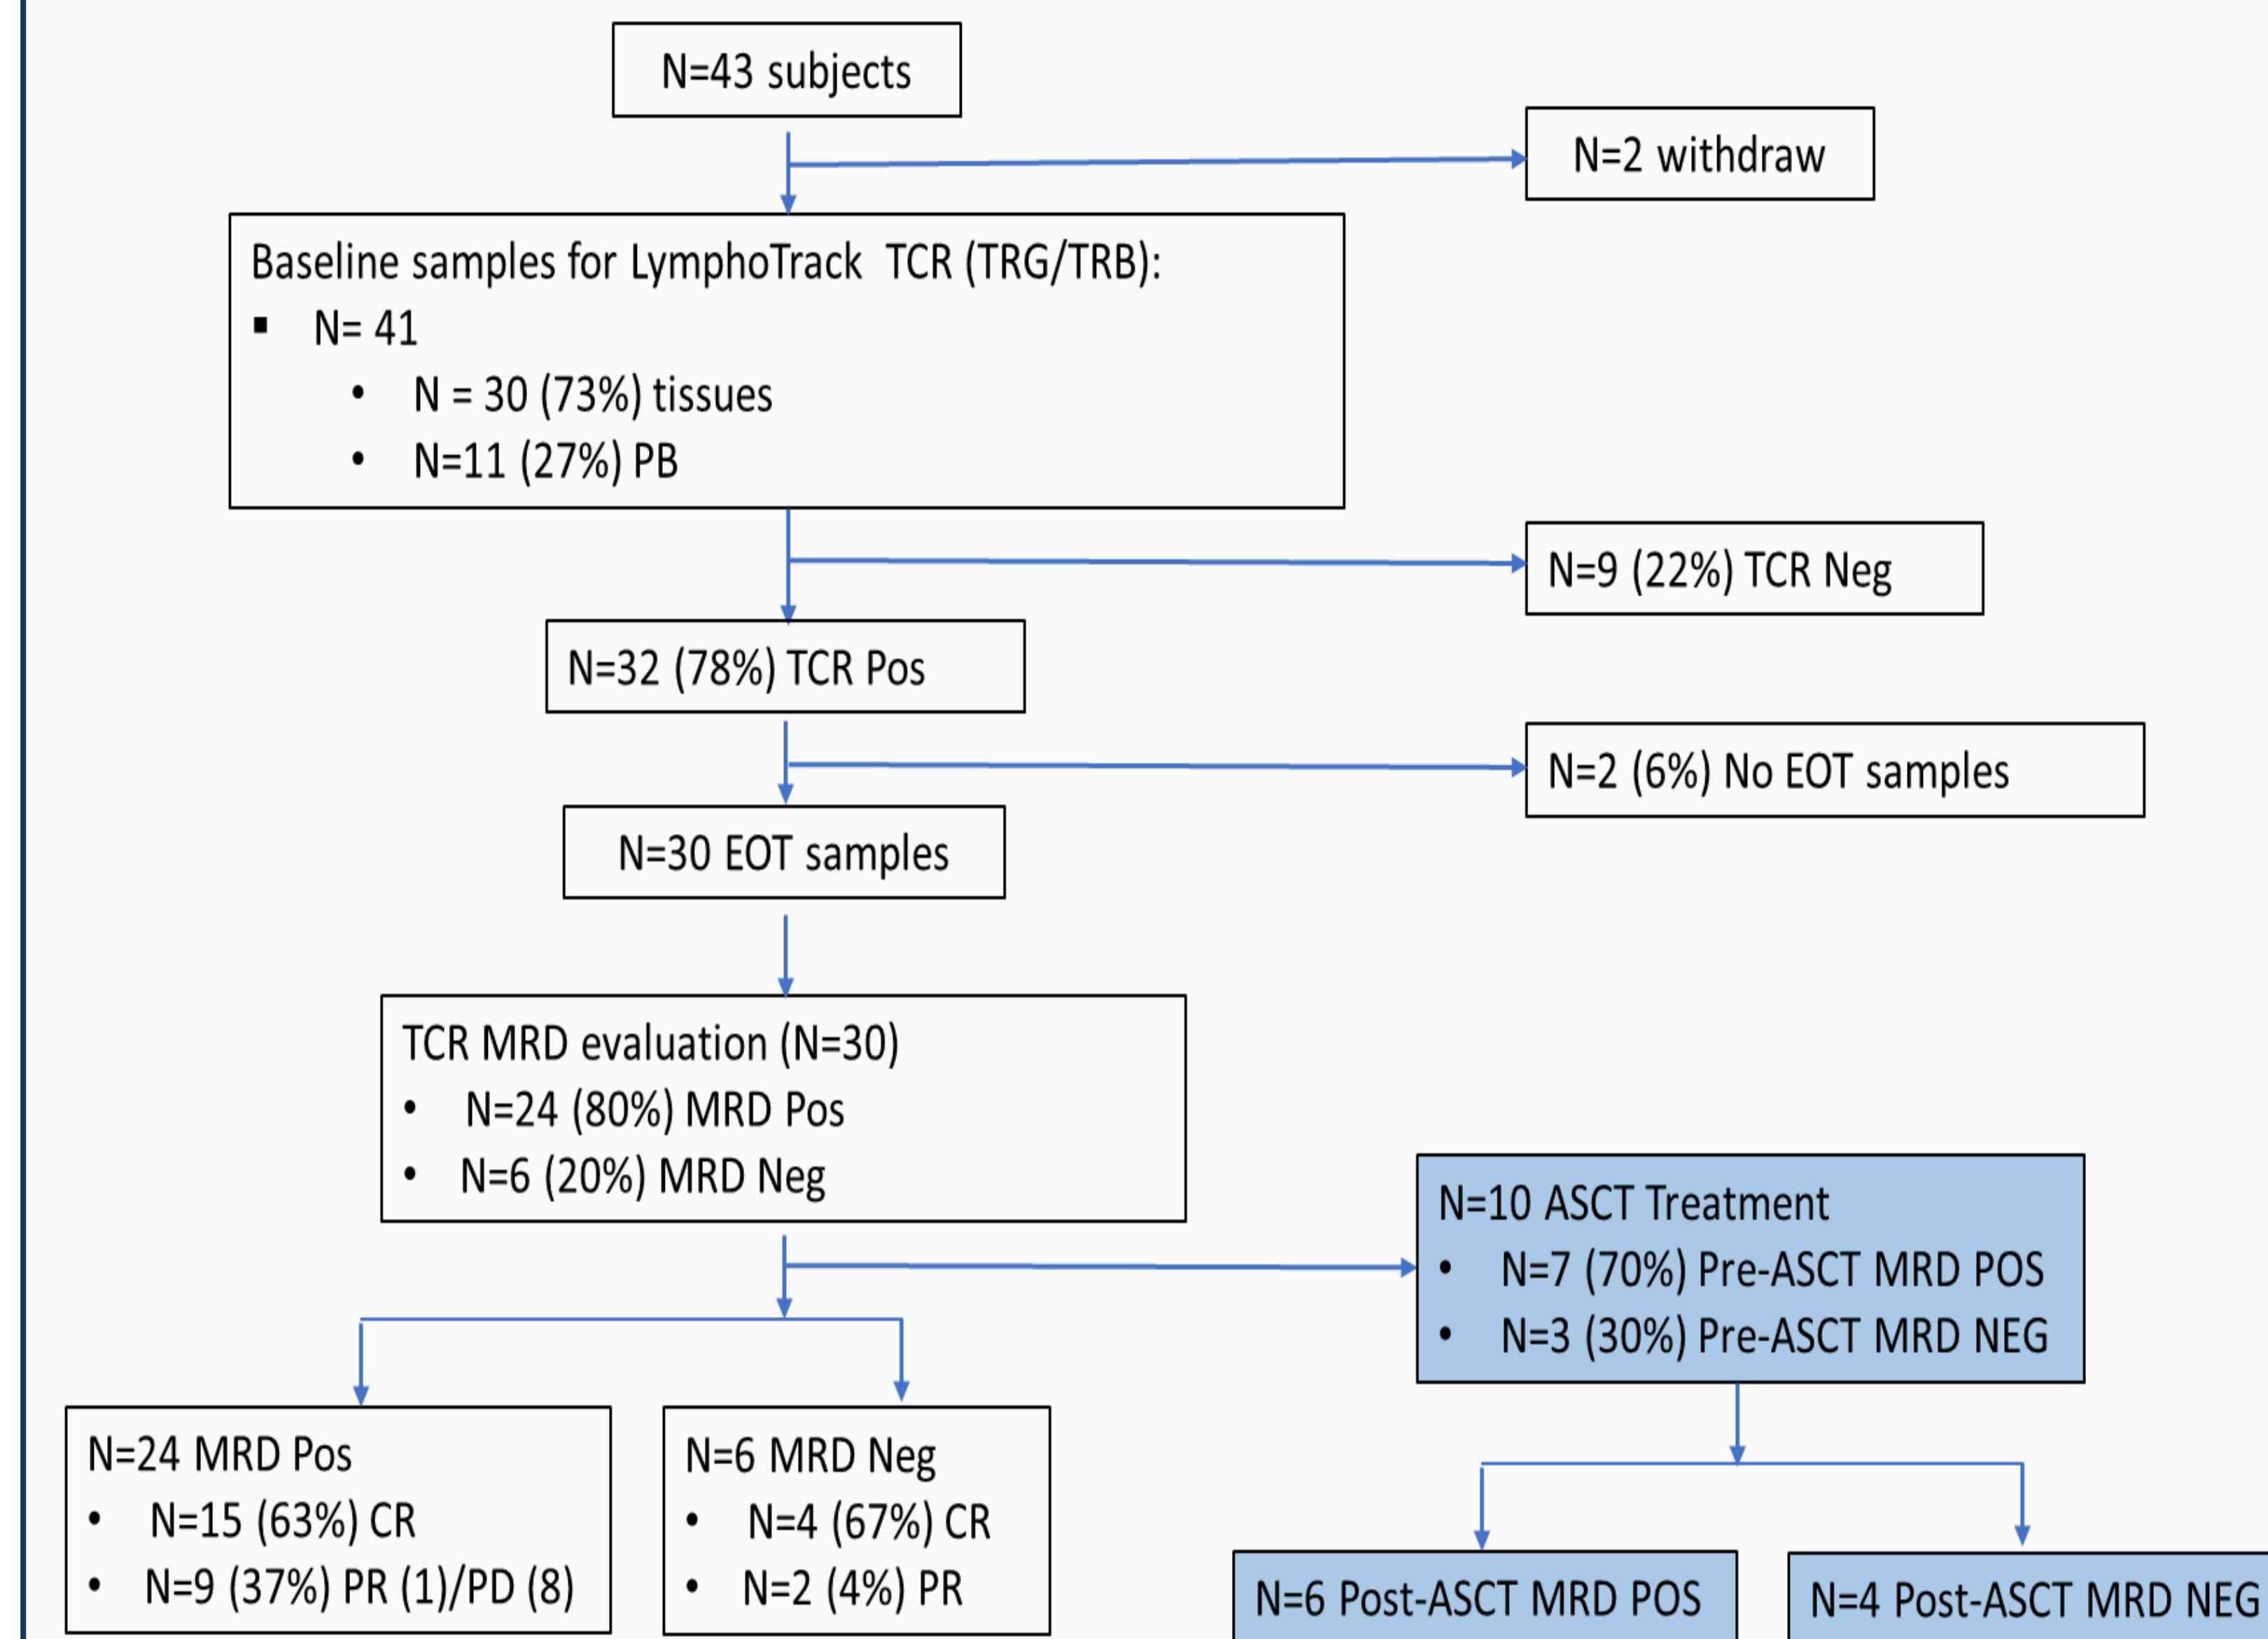 N=43 subjects
N=2 withdraw
Baseline samples for LymphoTrack TCR (TRG/TRB):
▪ N= 41
• N = 30 (73%) tissues
• N=11 (27%) PB
N=9 (22%) TCR Neg
N=32 (78%) TCR Pos
N=2 (6%) No EOT samples
N=30 EOT samples
TCR MRD evaluation (N=30)
• N=24 (80%) MRD Pos
• N=6 (20%) MRD Neg
N=10 ASCT Treatment
• N=7 (70%) Pre-ASCT MRD POS
• N=3 (30%) Pre-ASCT MRD NEG
N=24 MRD Pos
• N=15 (63%) CR
• N=9 (37%) PR (1)/PD (8)
N=6 MRD Neg
• N=4 (67%) CR
• N=2 (4%) PR
N=6 Post-ASCT MRD POS
N=4 Post-ASCT MRD NEG